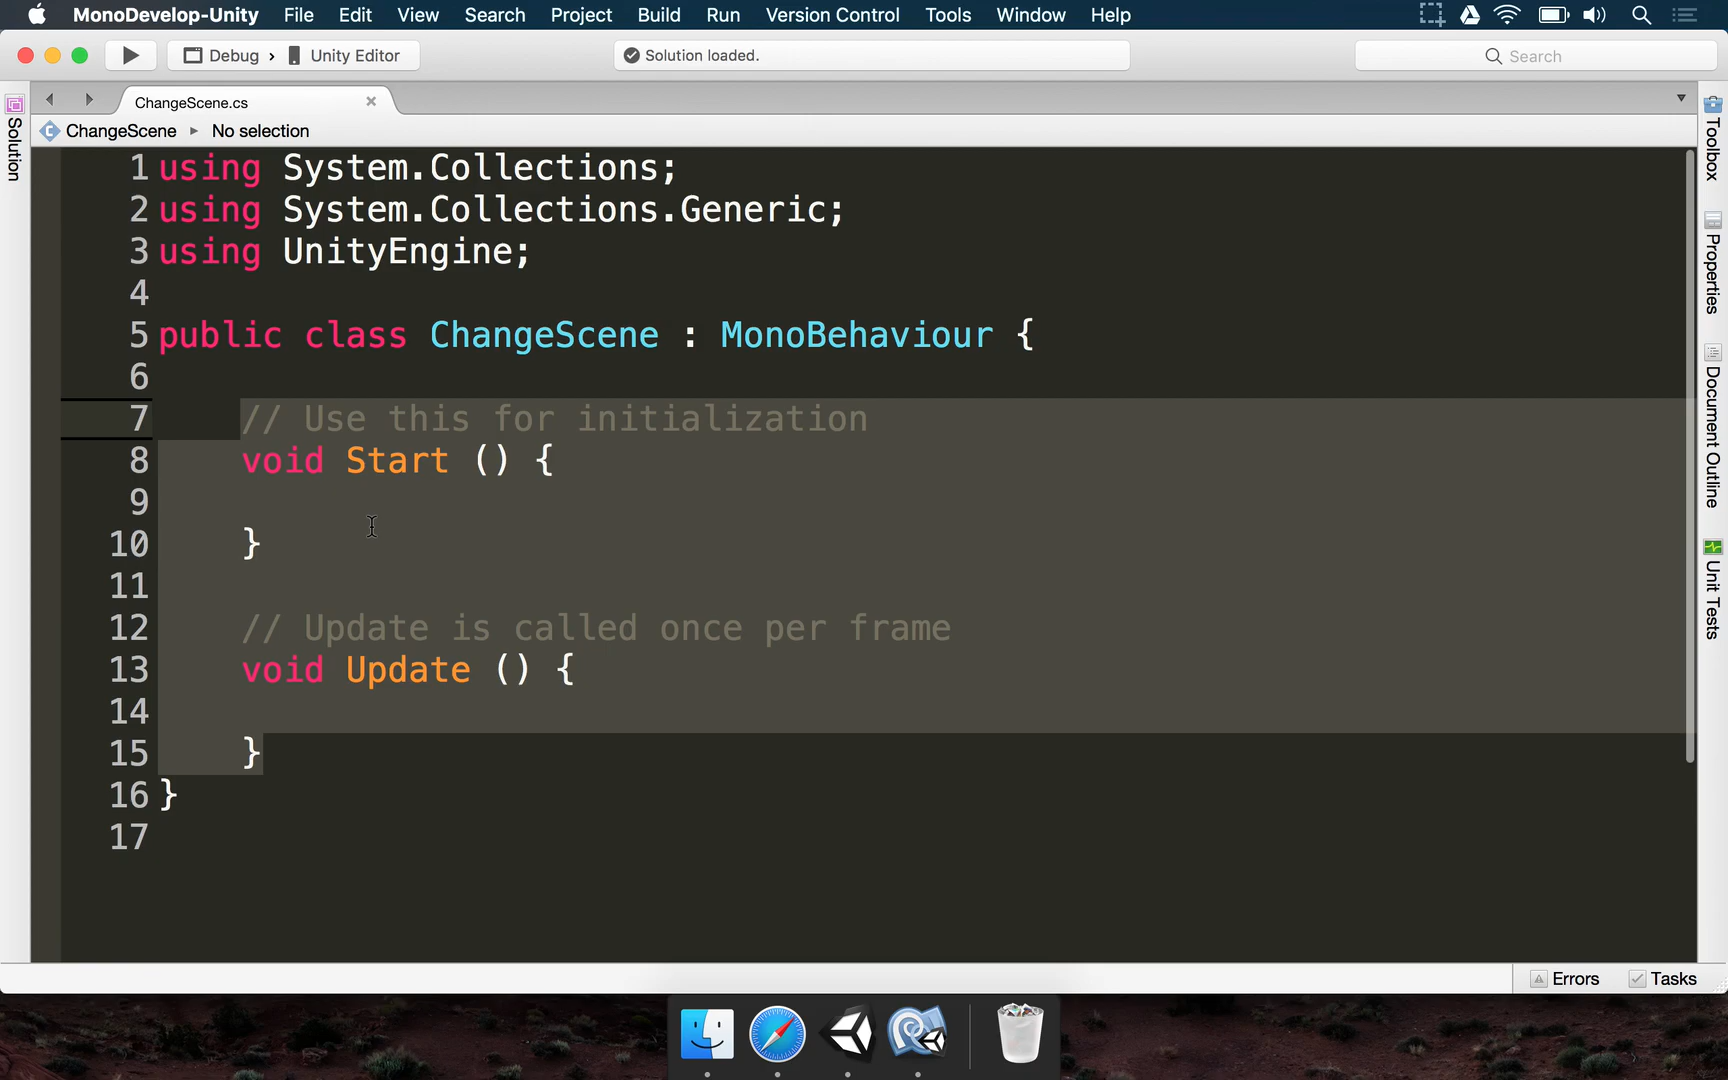 MonoDevelop-Unity File Edit View Search Project Build Run Version Control Tools Window Help
Debug › Unity Editor
Solution loaded.
Search
ChangeScene.cs
ChangeScene ▸ No selection
Solution
1 using System.Collections;
2 using System.Collections.Generic;
3 using UnityEngine;
4
5 public class ChangeScene : MonoBehaviour {
6
7 // Use this for initialization
8 void Start () {
9
10 }
11
12 // Update is called once per frame
13 void Update () {
14
15 }
16 }
17
Toolbox
Properties
Document Outline
Unit Tests
Errors Tasks